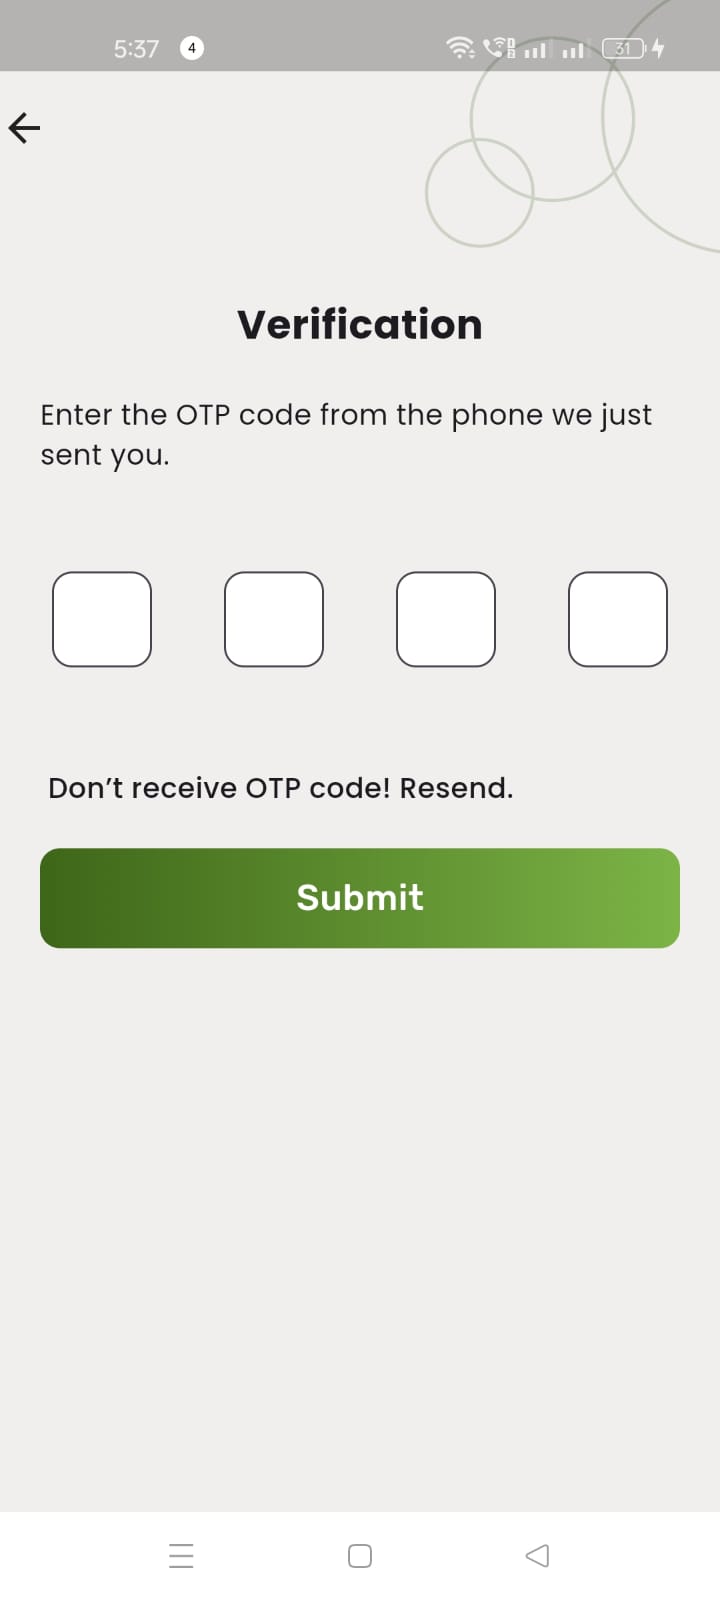 5:37
4
31
Verification
Enter the OTP code from the phone we just
sent you.
Don’t receive OTP code! Resend.
Submit